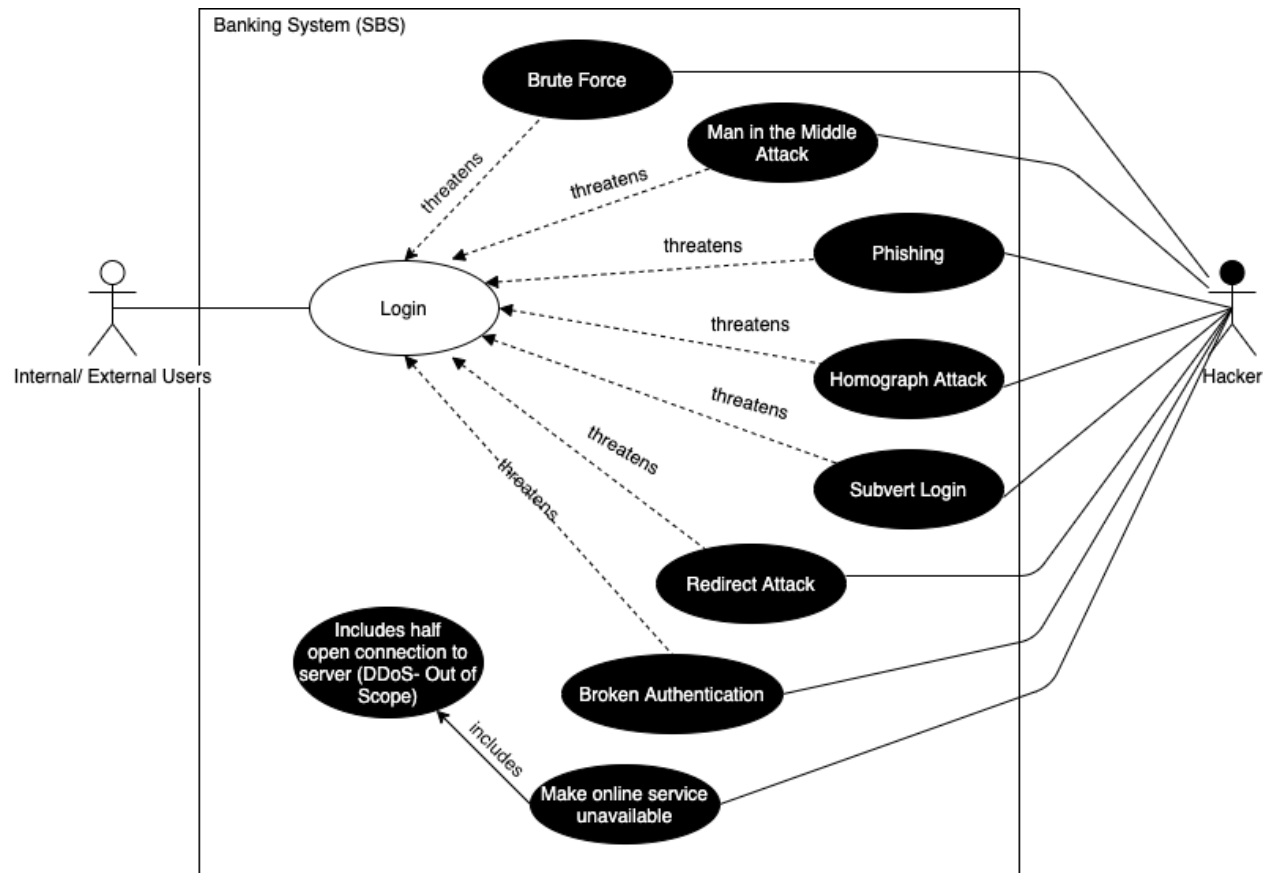 Banking System (SBS)
Brute Force
Man in the Middle
Attack
threatens
threatens
threatens
Phishing
Login
threatens
Internal/ External Users
Homograph Attack
Hacker
threatens
threatens
Subvert Login
threatens
Redirect Attack
Includes half
open connection to
server (DDoS- Out of
Scope)
Broken Authentication
includes
Make online service
unavailable